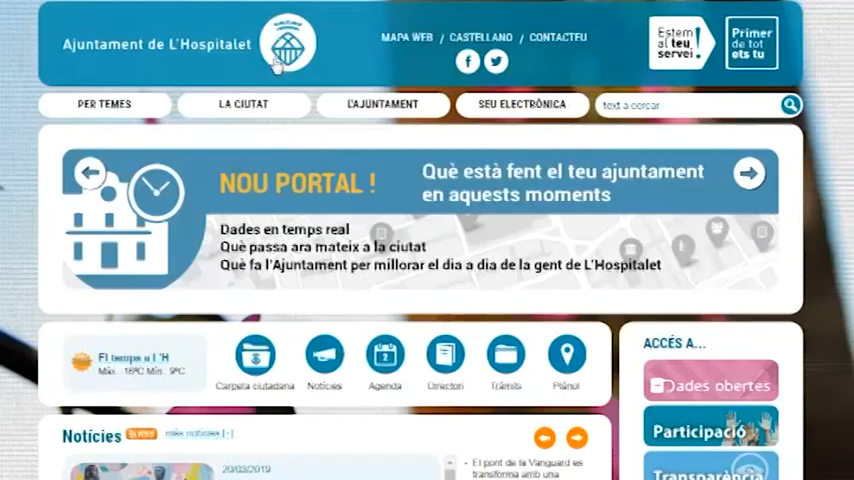 Ajuntament de L'Hospitalet
MAPA WEB / CASTELLANO / CONTACTEU
Estem
al teu
servei!
Primer
de tot
ets tu
PER TEMES
LA CIUTAT
L'AJUNTAMENT
SEU ELECTRÒNICA
text a cercar
NOU PORTAL !
Què està fent el teu ajuntament
en aquests moments
Dades en temps real
Què passa ara mateix a la ciutat
Què fa l'Ajuntament per millorar el dia a dia de la gent de L'Hospitalet
El temps a L'H
Màx. 18ºC Mín. 9ºC
Carpeta ciutadana
Notícies
Agenda
Directori
Tràmits
Plànol
ACCÉS A...
Dades obertes
Participació
Transparència
Notícies
més notícies [+]
20/03/2019
El pont de la Vanguard es
transforma amb una